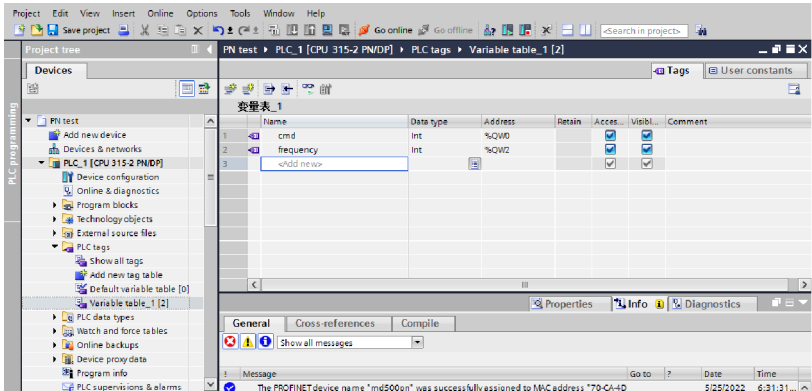 Project Edit View Insert Online Options Tools Window Help
Save project Go online Go offline <Search in project>
Project tree PN test PLC_1 [CPU 315-2 PN/DP] PLC tags Variable table_1 [2]
Devices Tags User constants
PLC programming
变量表_1
Name Data type Address Retain Acces... Visibl... Comment
1 cmd Int %QW0
2 frequency Int %QW2
3 <Add new>
PN test
Add new device
Devices & networks
PLC_1 [CPU 315-2 PN/DP]
Device configuration
Online & diagnostics
Program blocks
Technology objects
External source files
PLC tags
Show all tags
Add new tag table
Default variable table [0]
Variable table_1 [2]
PLC data types
Watch and force tables
Online backups
Device proxy data
Program info
PLC supervisions & alarms
Properties Info Diagnostics
General Cross-references Compile
Show all messages
! Message Go to ? Date Time
The PROFINET device name "md500pn" was successfully assigned to MAC address "70-CA-4D 5/25/2022 6:31:31...